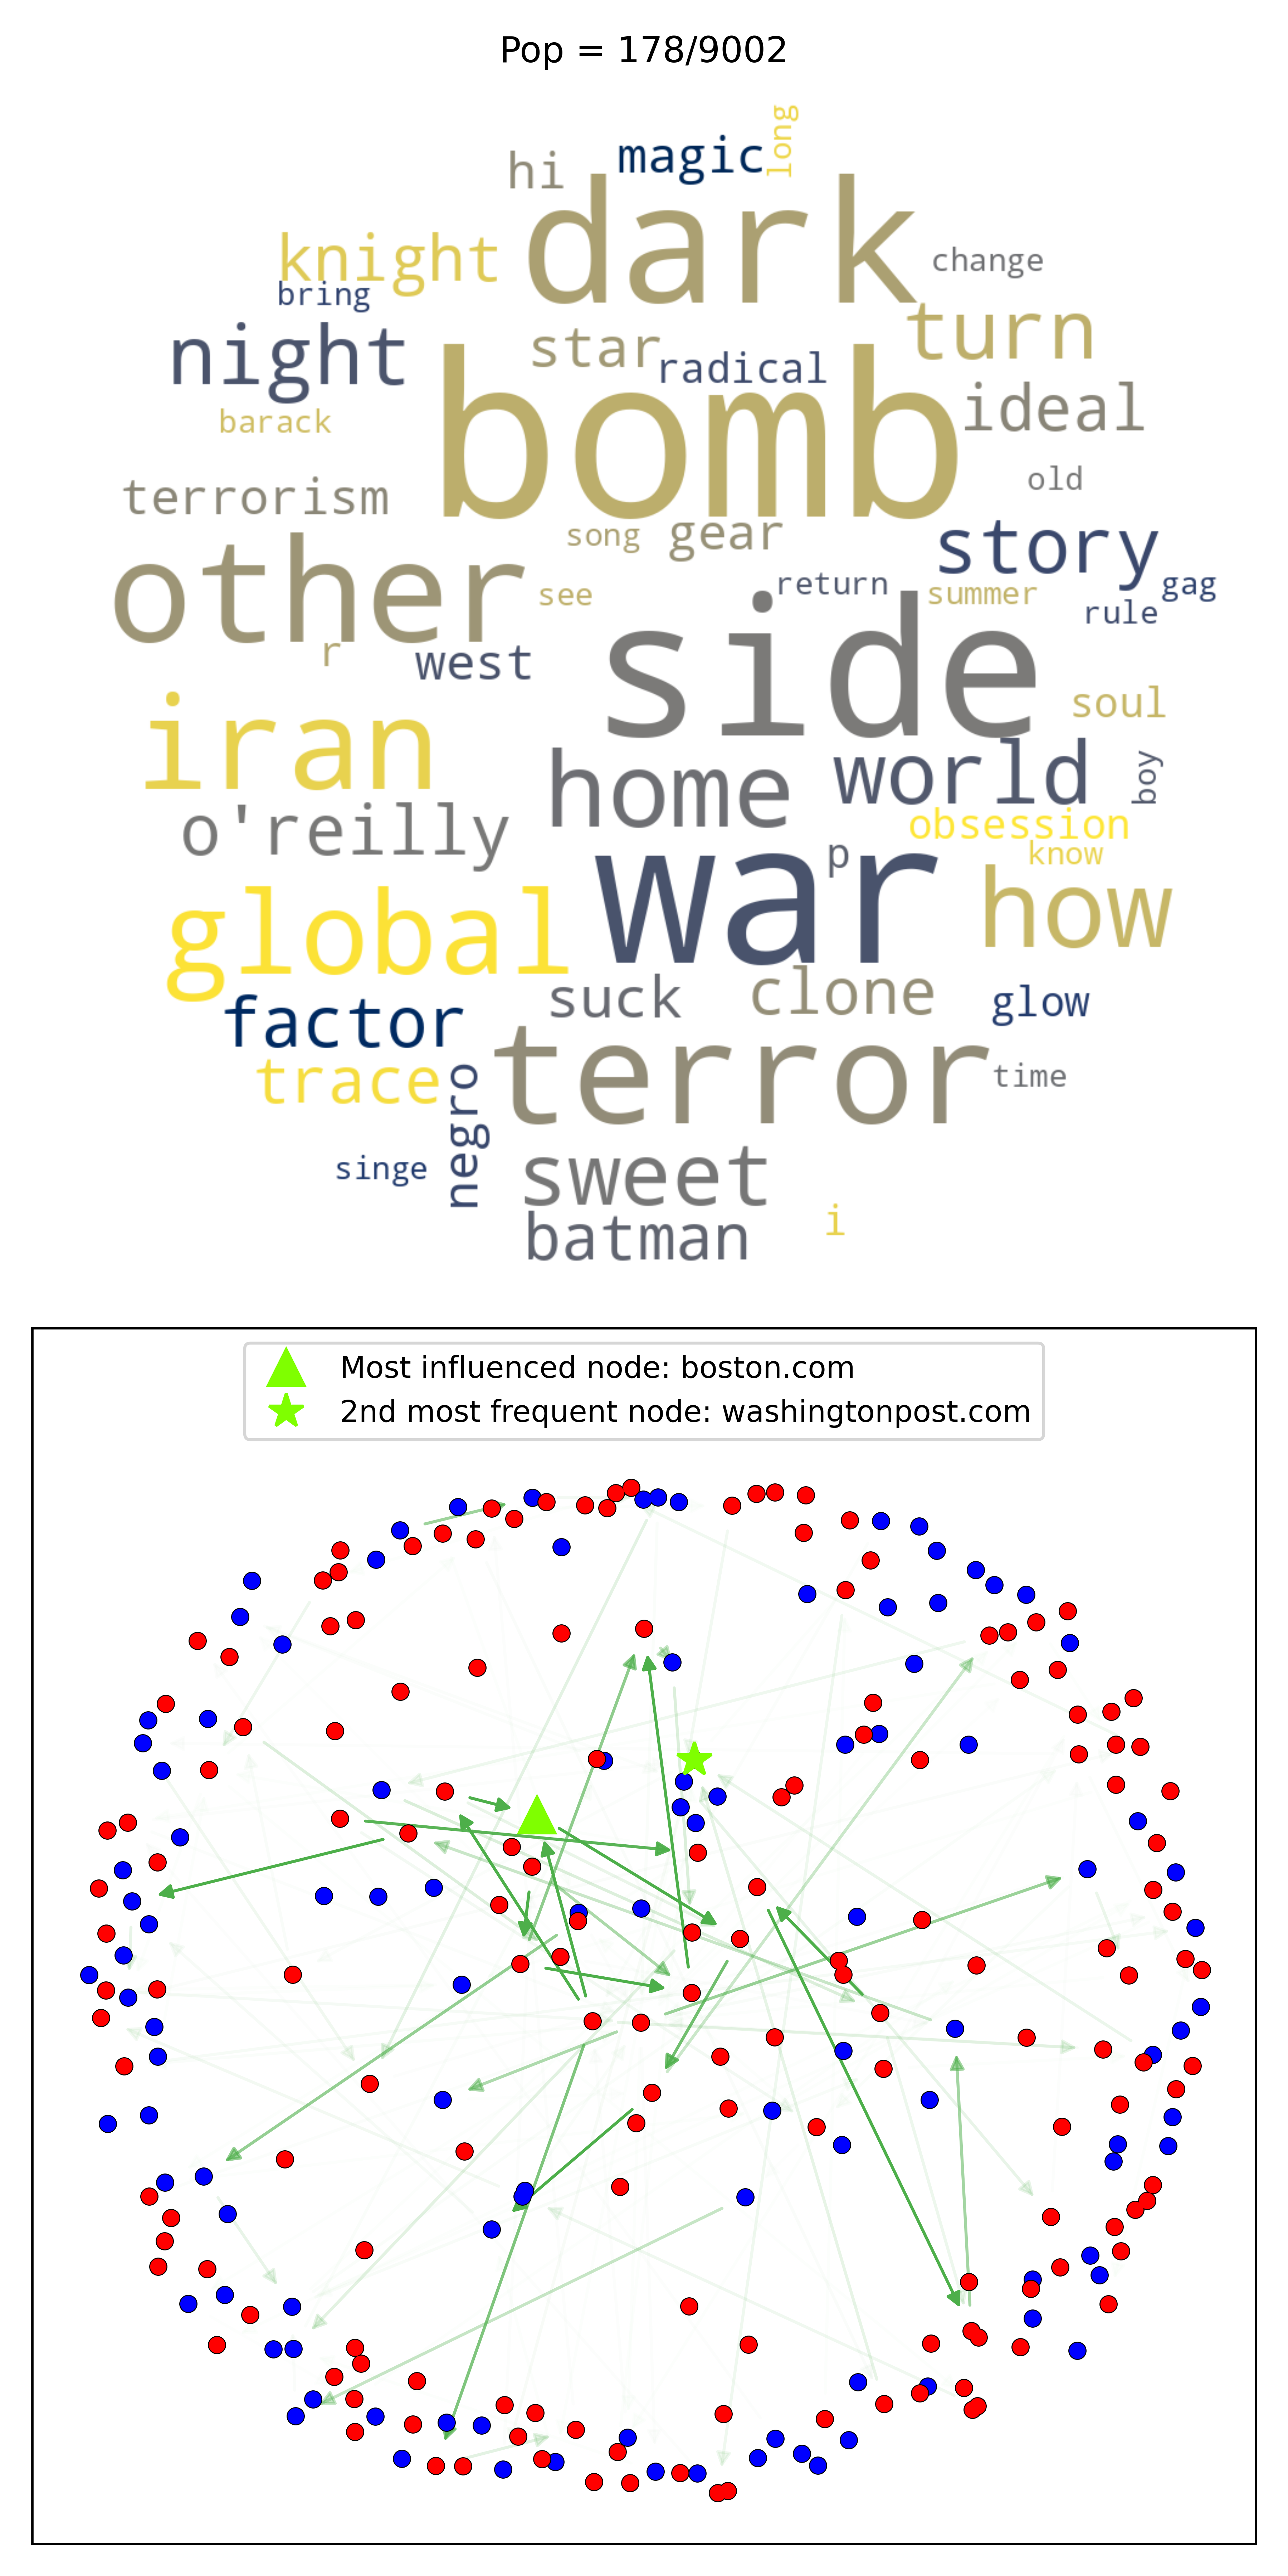 Pop = 178/9002
long
magic
hi
dark
knight
change
bring
turn
night
star
radical
bomb
ideal
barack
old
terrorism
song
gear
story
other
see
return
summer
gag
rule
r
west
side
soul
iran
home
world
boy
o'reilly
obsession
p
know
war
how
global
suck
clone
glow
factor
terror
time
trace
negro
singe
sweet
batman
i
Most influenced node: boston.com
2nd most frequent node: washingtonpost.com